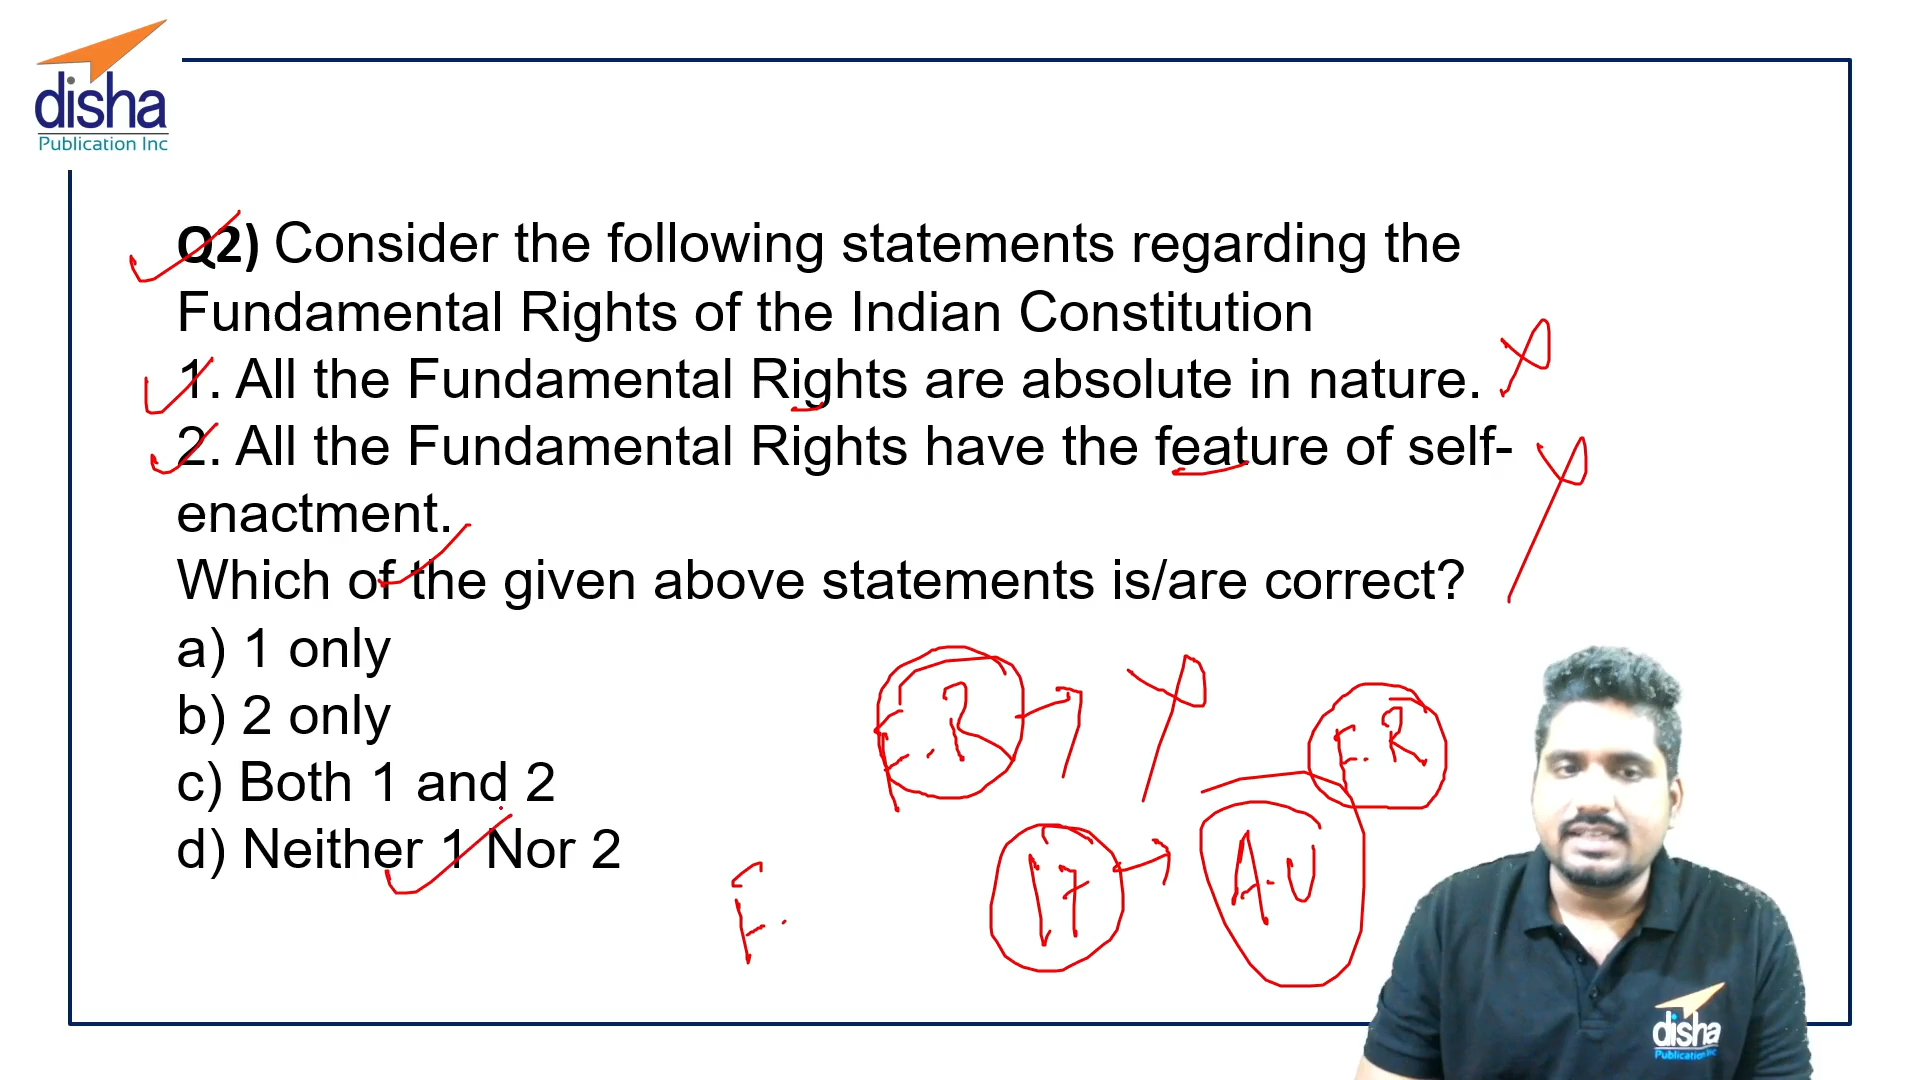 disha
Publication Inc
Q2) Consider the following statements regarding the
Fundamental Rights of the Indian Constitution
1. All the Fundamental Rights are absolute in nature.
2. All the Fundamental Rights have the feature of self-
enactment.
Which of the given above statements is/are correct?
a) 1 only
b) 2 only
c) Both 1 and 2
d) Neither 1 Nor 2
F.R
F.R
17
A.U
F.
disha
Publication Inc